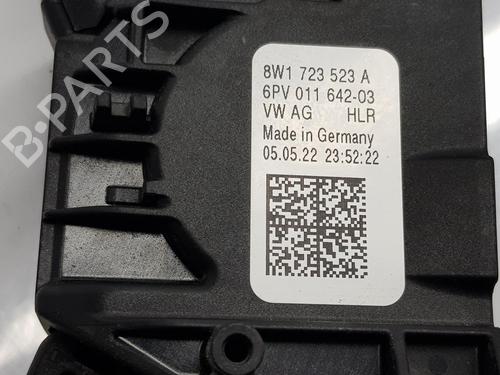 8W1 723 523 A
6PV 011 642-03
VW AG HLR
Made in Germany
05.05.22 23:52:22
B-PARTS